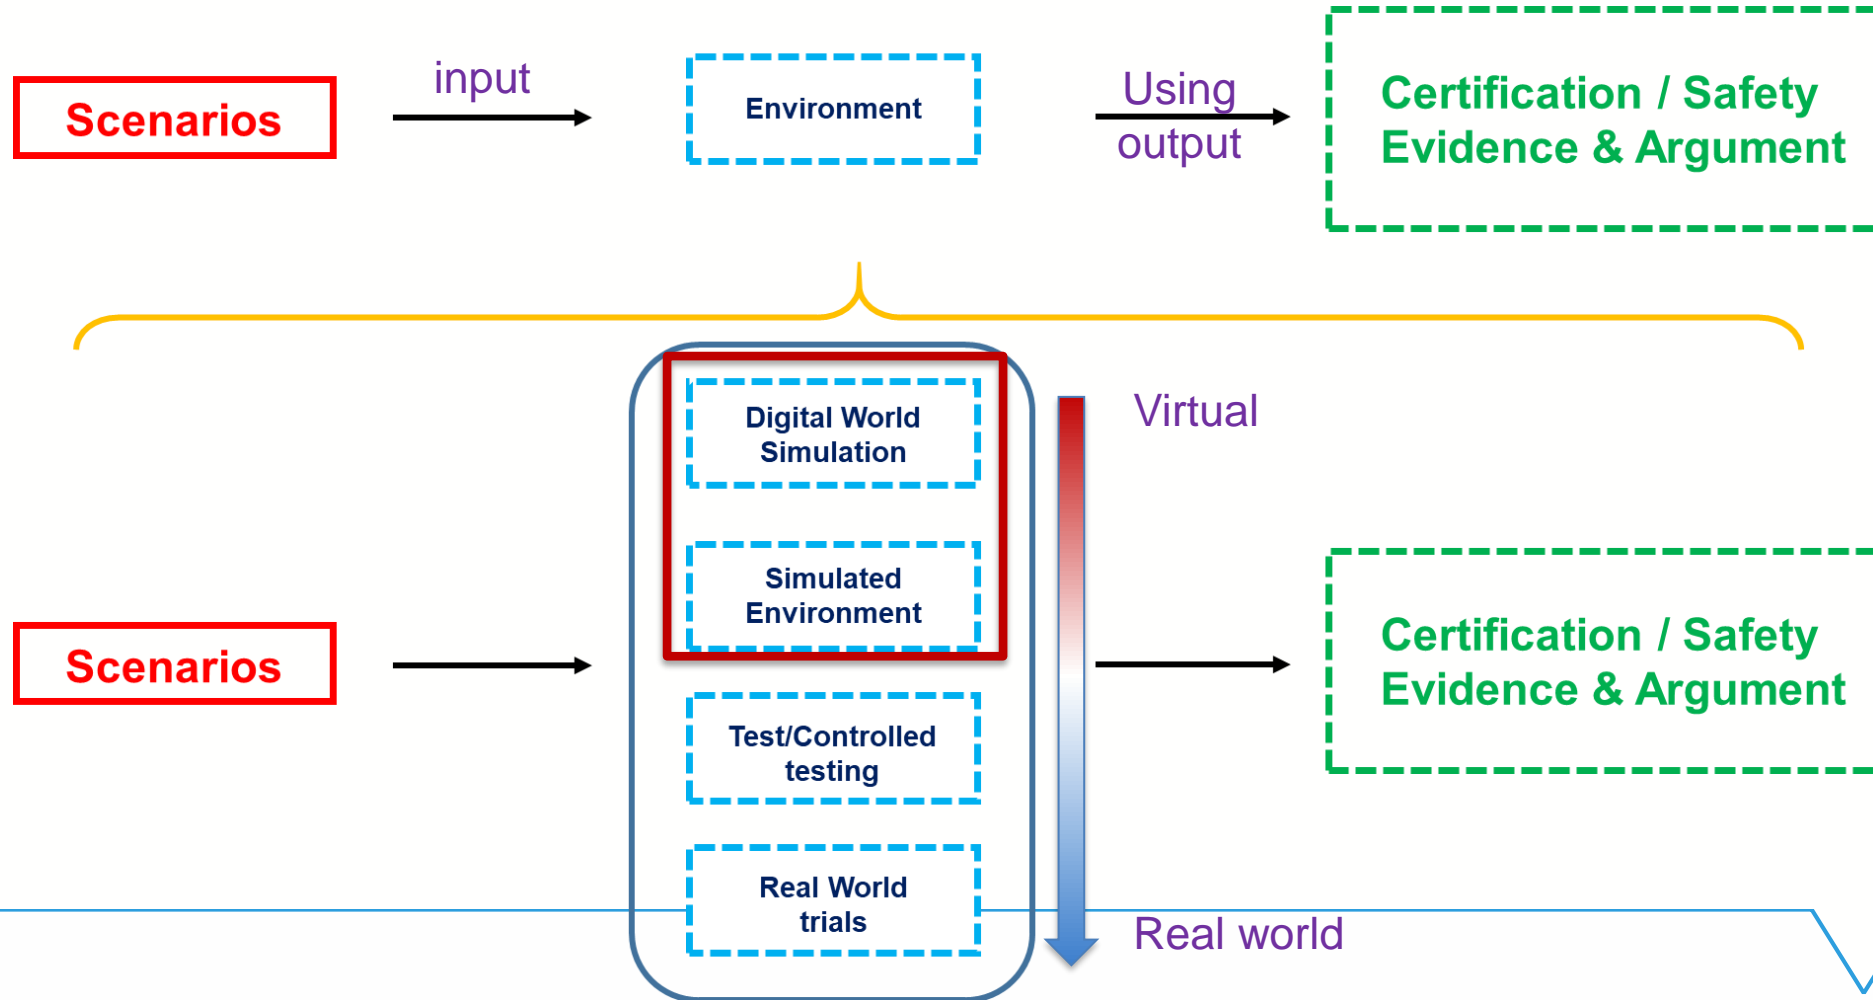 Scenarios
input
Environment
Using
output
Certification / Safety
Evidence & Argument
Digital World
Simulation
Virtual
Simulated
Environment
Scenarios
Certification / Safety
Evidence & Argument
Test/Controlled
testing
Real World
trials
Real world